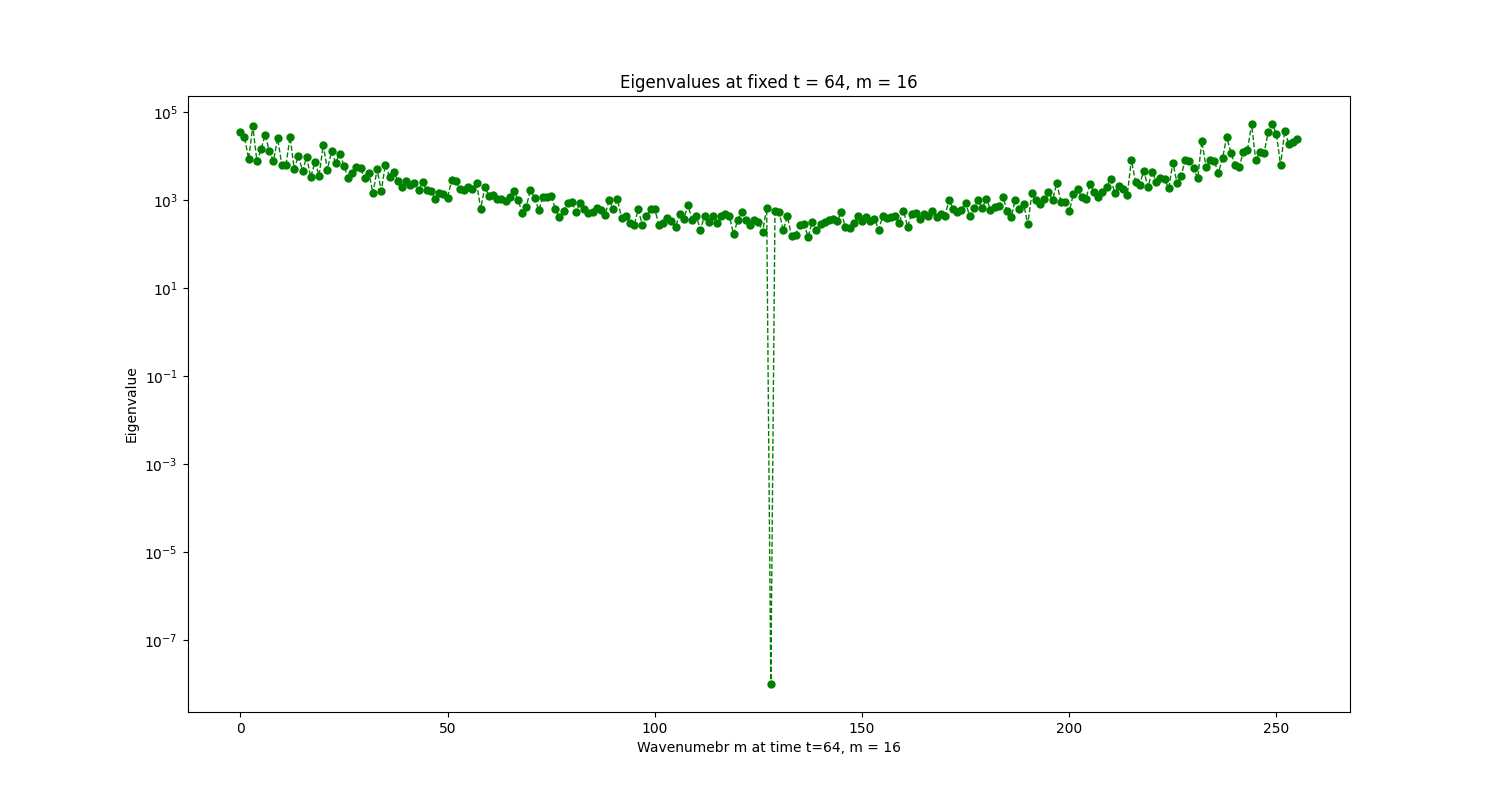 Eigenvalues at fixed t = 64, m = 16
10^5
10^3
10^1
10^−1
10^−3
10^−5
10^−7
Eigenvalue
0 50 100 150 200 250
Wavenumebr m at time t=64, m = 16